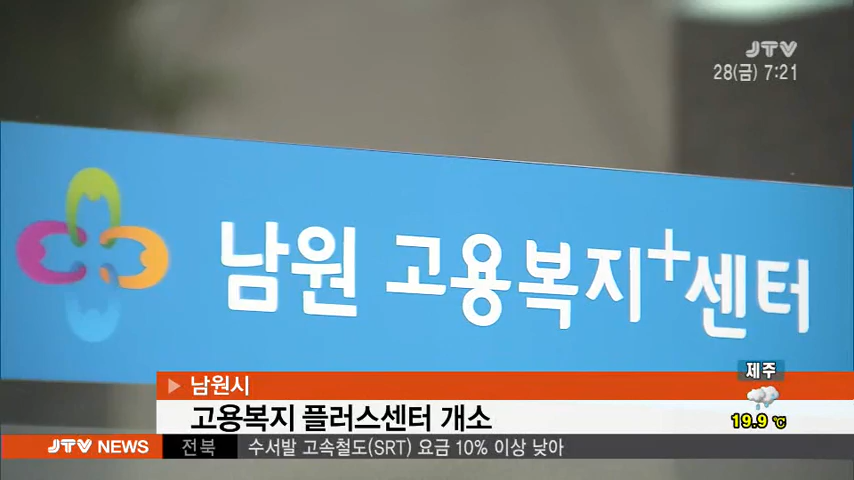 JTV
28(금) 7:21
남원 고용복지+센터
제주
남원시
19.9℃
고용복지 플러스센터 개소
JTV NEWS
전북
수서발 고속철도(SRT) 요금 10% 이상 낮아